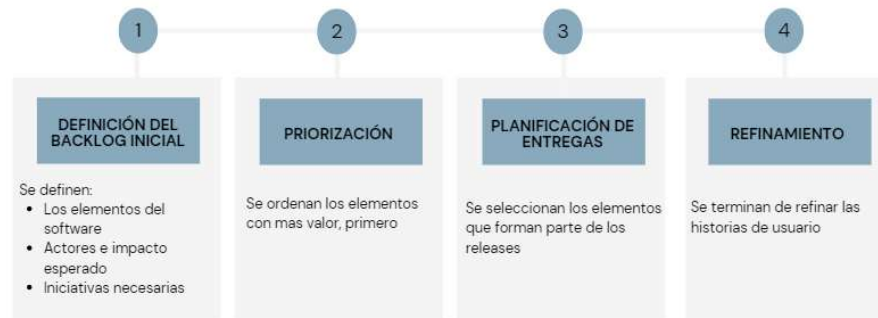 1
DEFINICIÓN DEL
BACKLOG INICIAL
Se definen:
• Los elementos del
software
• Actores e impacto
esperado
• Iniciativas necesarias
2
PRIORIZACIÓN
Se ordenan los elementos
con mas valor, primero
3
PLANIFICACIÓN DE
ENTREGAS
Se seleccionan los elementos
que forman parte de los
releases
4
REFINAMIENTO
Se terminan de refinar las
historias de usuario